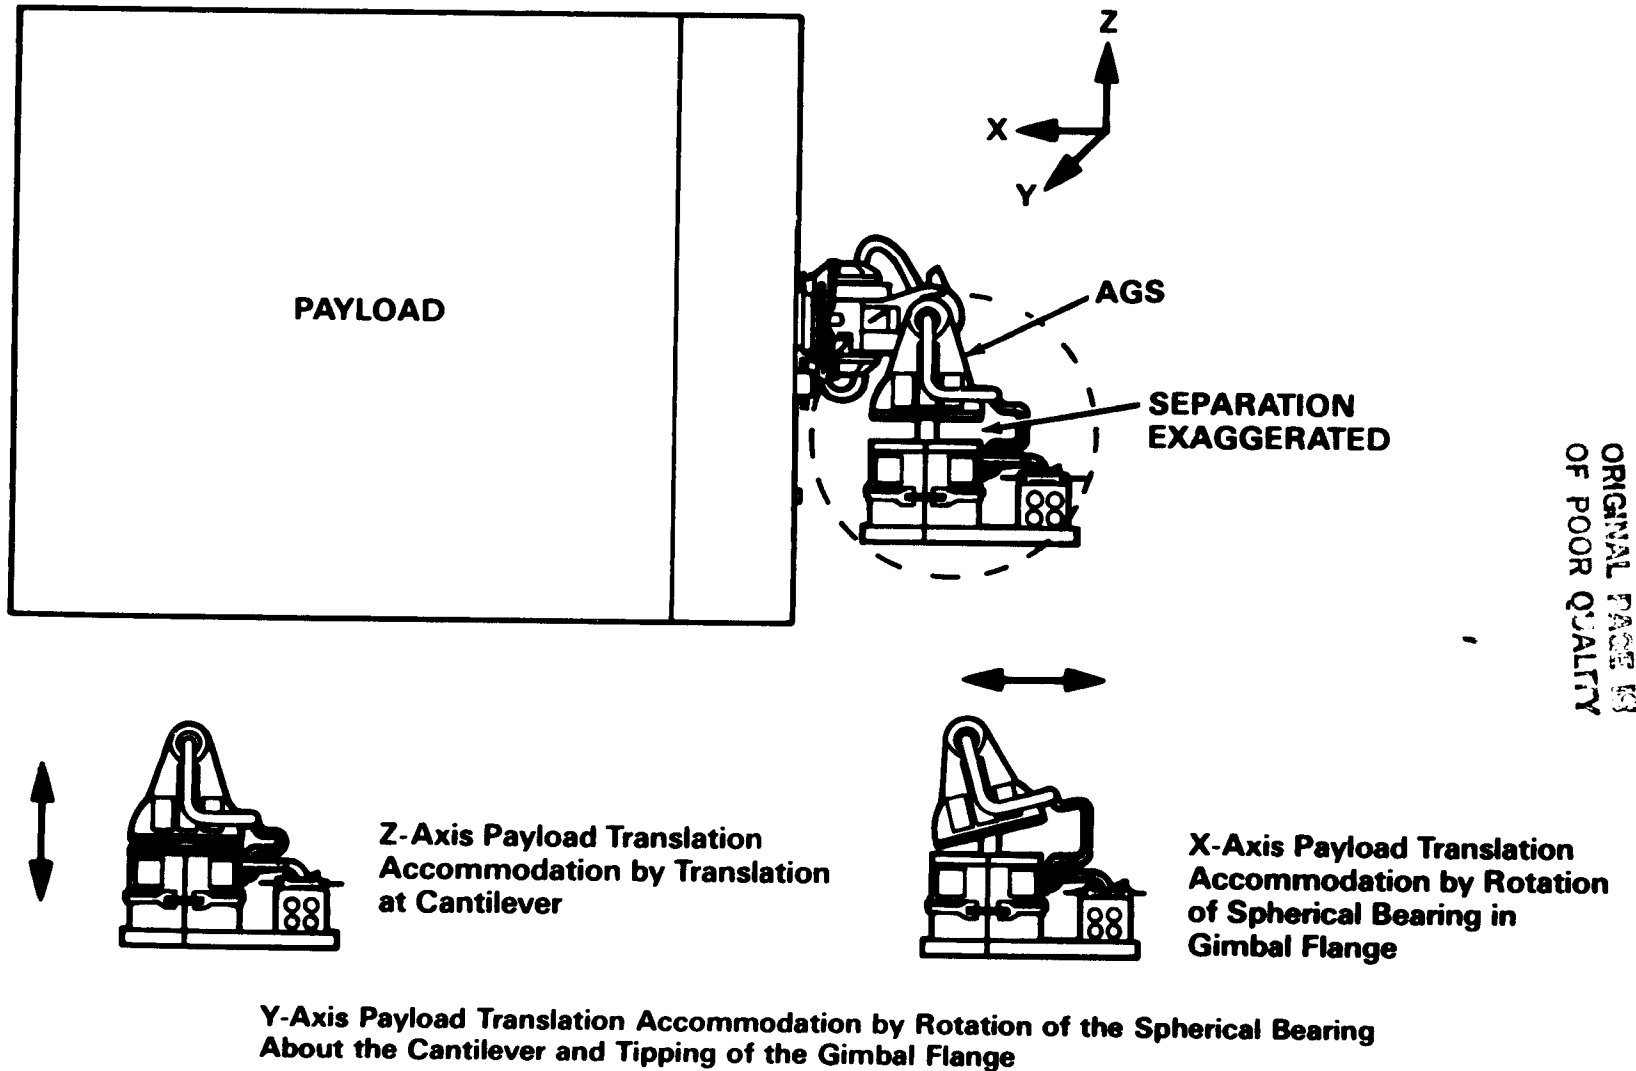 Z
X
Y
PAYLOAD
AGS
SEPARATION
EXAGGERATED
ORIGINAL PAGE IS
OF POOR QUALITY
Z-Axis Payload Translation
Accommodation by Translation
at Cantilever
X-Axis Payload Translation
Accommodation by Rotation
of Spherical Bearing in
Gimbal Flange
Y-Axis Payload Translation Accommodation by Rotation of the Spherical Bearing
About the Cantilever and Tipping of the Gimbal Flange